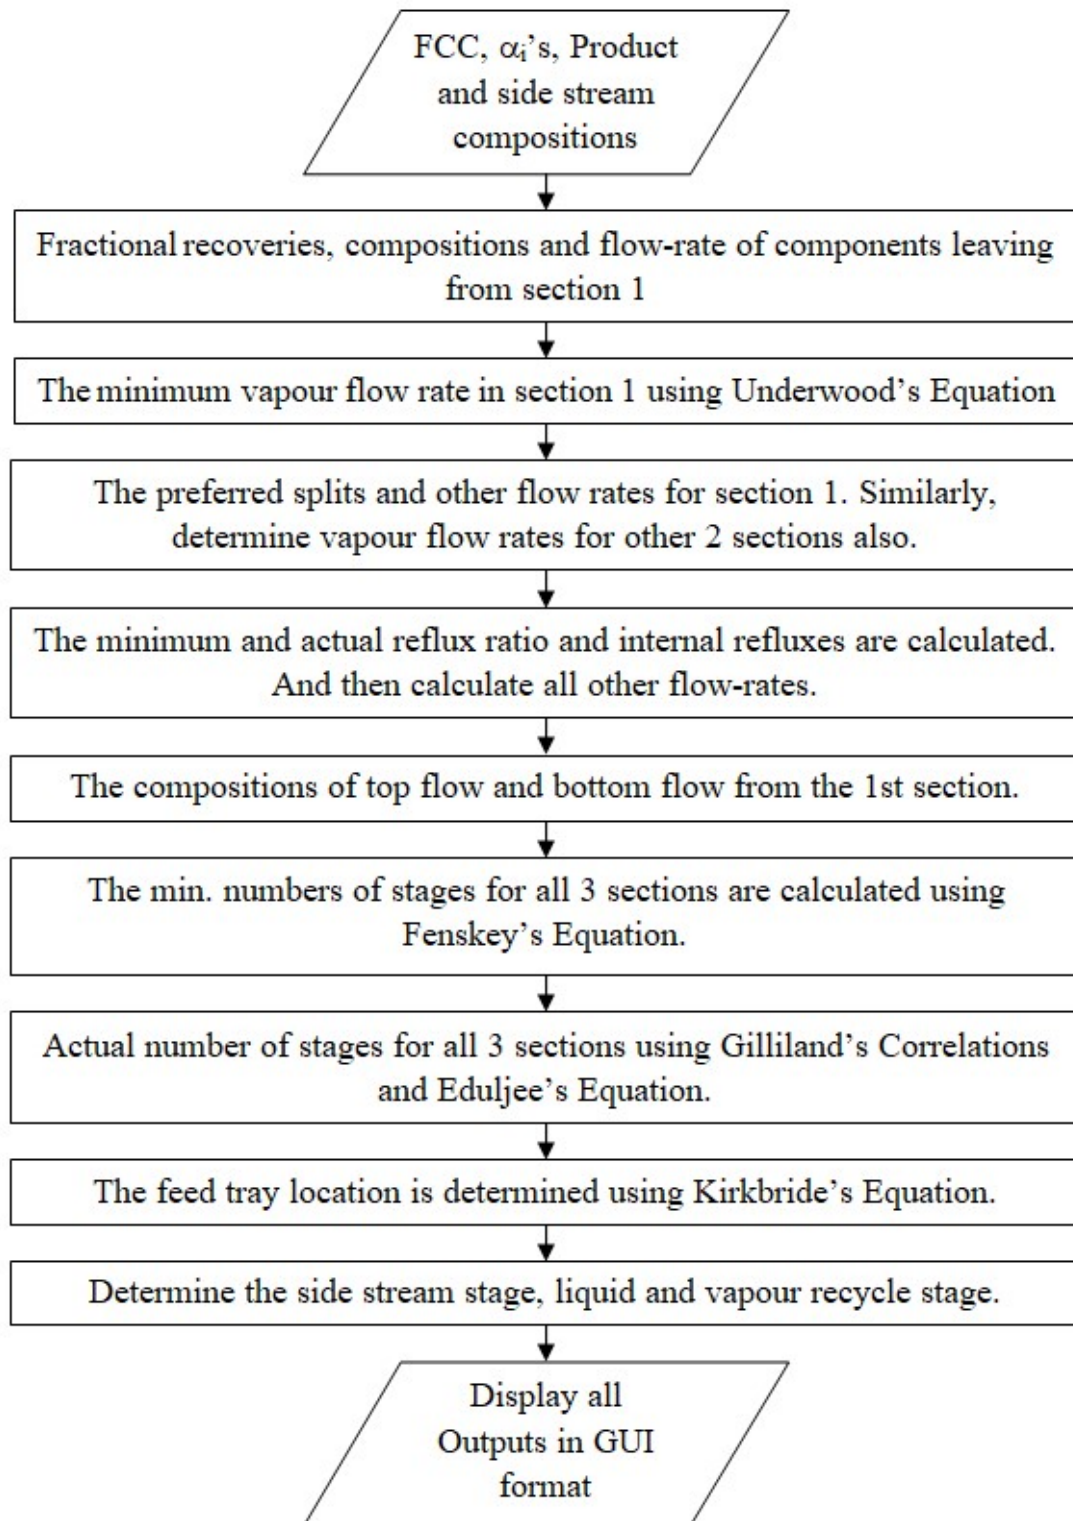 FCC, αᵢ’s, Product
and side stream
compositions
Fractional recoveries, compositions and flow-rate of components leaving
from section 1
The minimum vapour flow rate in section 1 using Underwood’s Equation
The preferred splits and other flow rates for section 1. Similarly,
determine vapour flow rates for other 2 sections also.
The minimum and actual reflux ratio and internal refluxes are calculated.
And then calculate all other flow-rates.
The compositions of top flow and bottom flow from the 1st section.
The min. numbers of stages for all 3 sections are calculated using
Fenskey’s Equation.
Actual number of stages for all 3 sections using Gilliland’s Correlations
and Eduljee’s Equation.
The feed tray location is determined using Kirkbride’s Equation.
Determine the side stream stage, liquid and vapour recycle stage.
Display all
Outputs in GUI
format